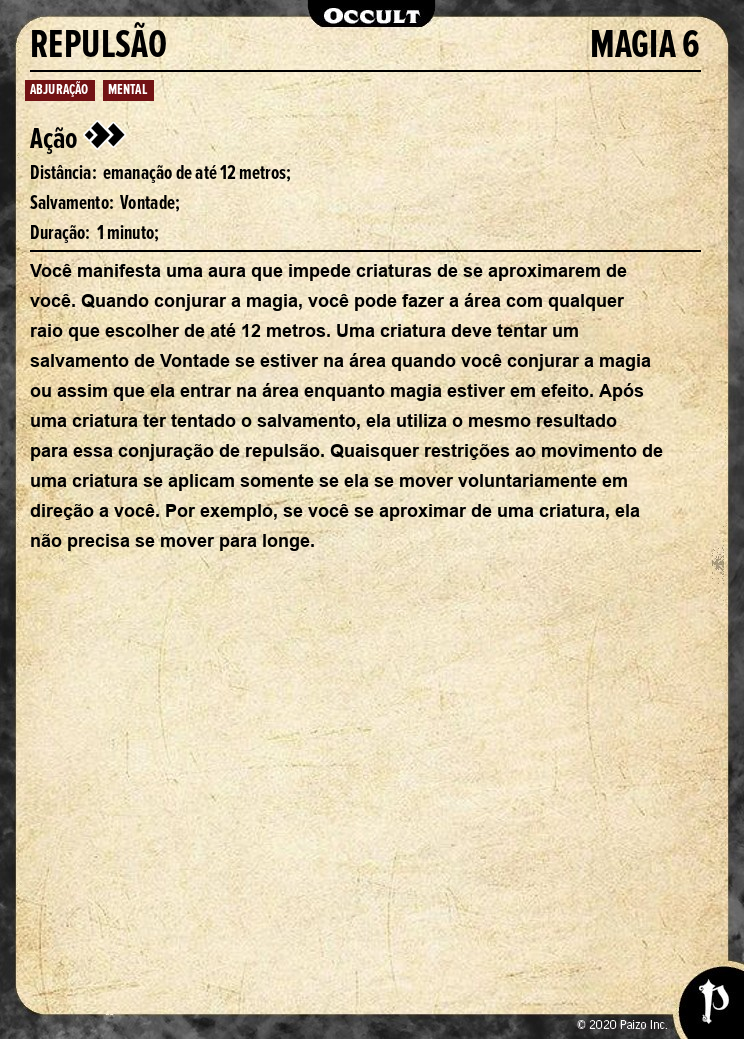 OCCULT
REPULSÃO MAGIA 6
ABJURAÇÃO MENTAL
Ação
Distância: emanação de até 12 metros;
Salvamento: Vontade;
Duração: 1 minuto;
Você manifesta uma aura que impede criaturas de se aproximarem de
você. Quando conjurar a magia, você pode fazer a área com qualquer
raio que escolher de até 12 metros. Uma criatura deve tentar um
salvamento de Vontade se estiver na área quando você conjurar a magia
ou assim que ela entrar na área enquanto magia estiver em efeito. Após
uma criatura ter tentado o salvamento, ela utiliza o mesmo resultado
para essa conjuração de repulsão. Quaisquer restrições ao movimento de
uma criatura se aplicam somente se ela se mover voluntariamente em
direção a você. Por exemplo, se você se aproximar de uma criatura, ela
não precisa se mover para longe.
© 2020 Paizo Inc.
P